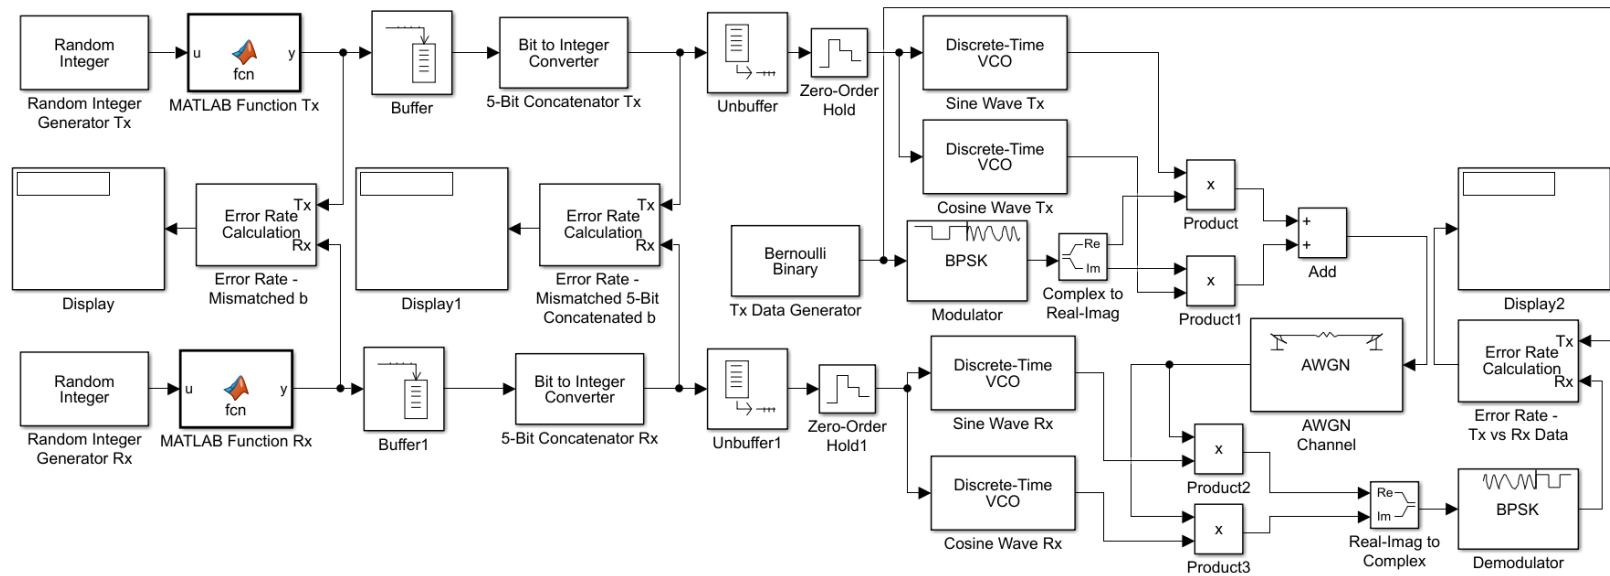 Random
Integer
Random Integer
Generator Tx
u
fcn
y
MATLAB Function Tx
Buffer
Bit to Integer
Converter
5-Bit Concatenator Tx
Unbuffer
Zero-Order
Hold
Discrete-Time
VCO
Sine Wave Tx
Discrete-Time
VCO
Cosine Wave Tx
Display
Tx
Error Rate
Calculation
Rx
Error Rate -
Mismatched b
Display1
Tx
Error Rate
Calculation
Rx
Error Rate -
Mismatched 5-Bit
Concatenated b
Bernoulli
Binary
Tx Data Generator
BPSK
Modulator
Re
Im
Complex to
Real-Imag
x
Product
x
Product1
+
+
Add
Display2
Random
Integer
Random Integer
Generator Rx
u
fcn
y
MATLAB Function Rx
Buffer1
Bit to Integer
Converter
5-Bit Concatenator Rx
Unbuffer1
Zero-Order
Hold1
Discrete-Time
VCO
Sine Wave Rx
Discrete-Time
VCO
Cosine Wave Rx
AWGN
AWGN
Channel
Tx
Error Rate
Calculation
Rx
Error Rate -
Tx vs Rx Data
x
Product2
x
Product3
Re
Im
Real-Imag to
Complex
BPSK
Demodulator